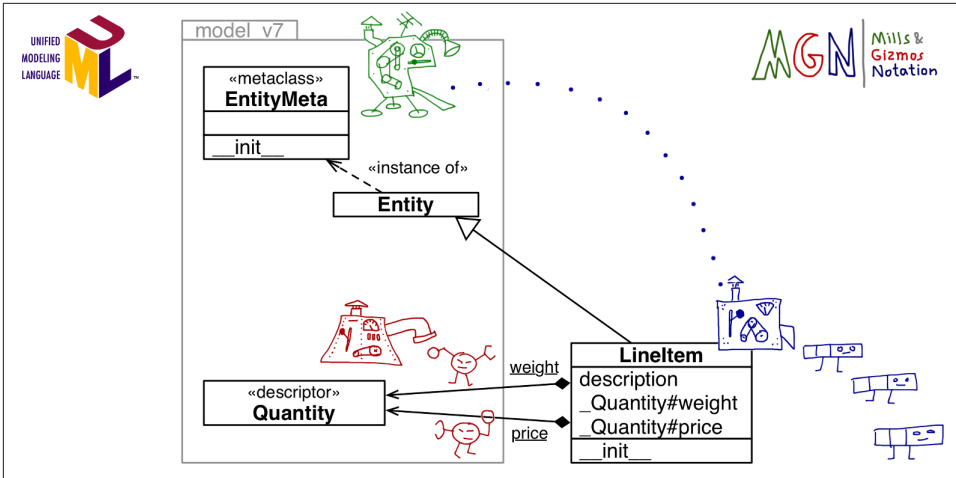 UNIFIED
MODELING
LANGUAGE
UML™
model_v7
MGN
Mills &
Gizmos
Notation
«metaclass»
EntityMeta
__init__
«instance of»
Entity
«descriptor»
Quantity
weight
price
LineItem
description
_Quantity#weight
_Quantity#price
__init__